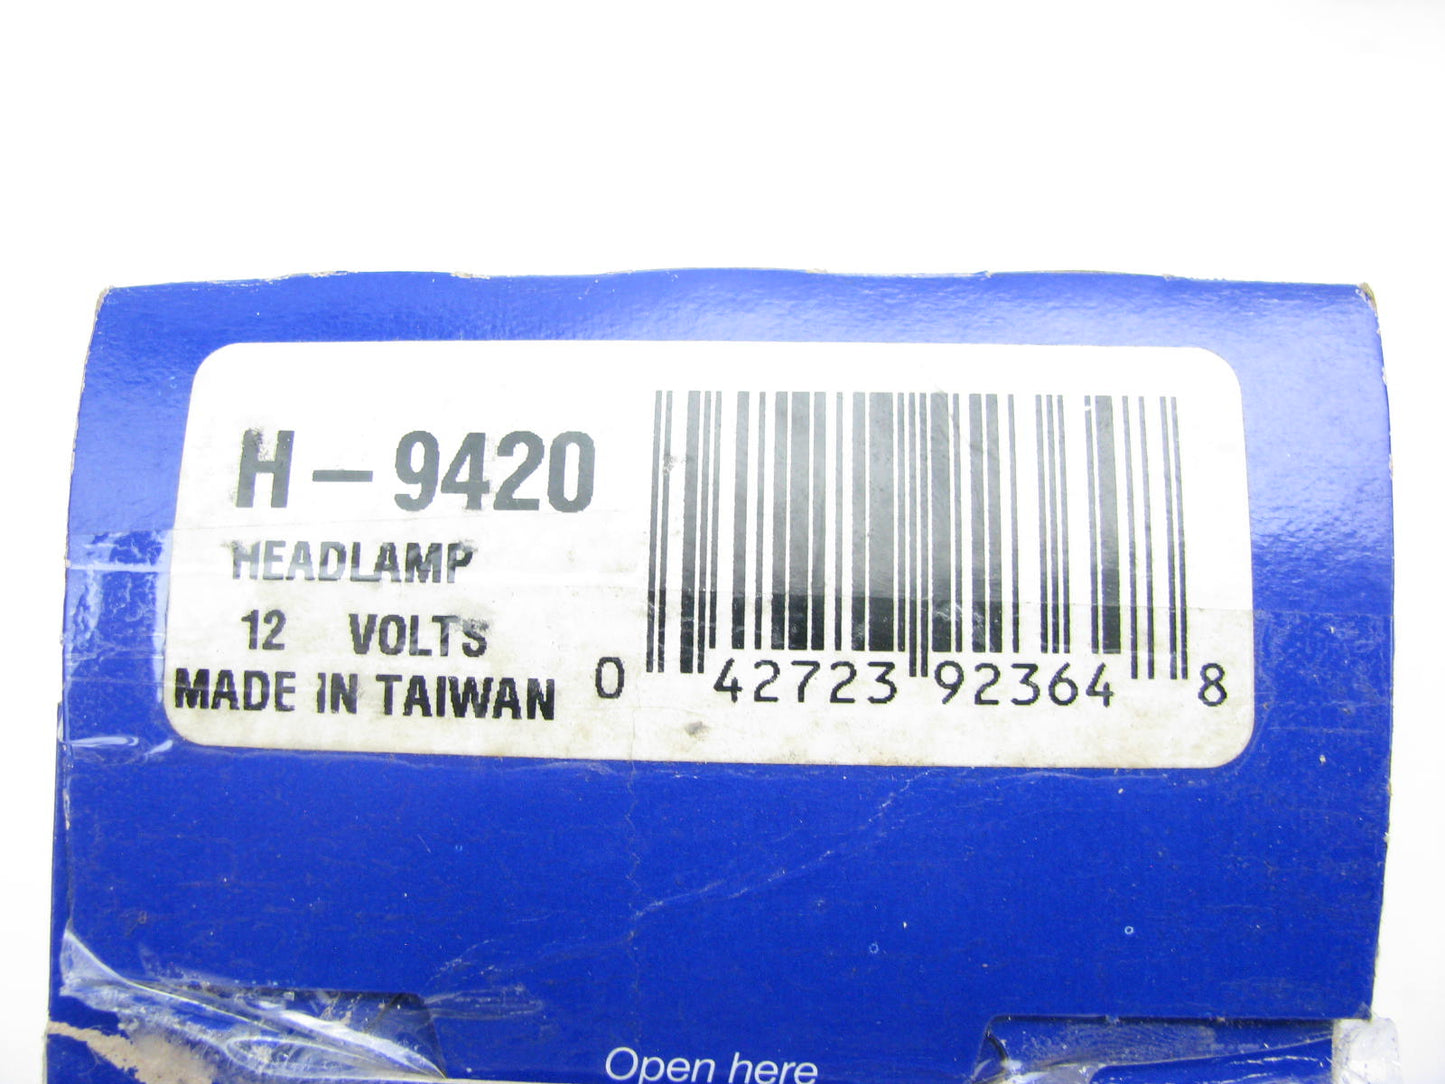 H-9420
HEADLAMP
12 VOLTS
MADE IN TAIWAN
0 42723 92364 8
Open here